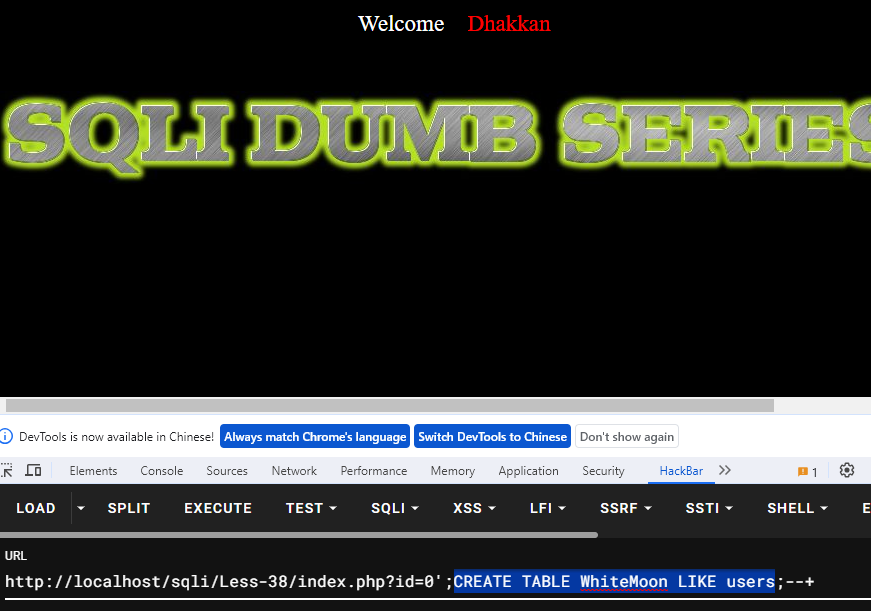 Welcome Dhakkan
SQLI DUMB SERIES
DevTools is now available in Chinese! Always match Chrome's language Switch DevTools to Chinese Don't show again
Elements Console Sources Network Performance Memory Application Security HackBar 1
LOAD SPLIT EXECUTE TEST SQLI XSS LFI SSRF SSTI SHELL E
URL
http://localhost/sqli/Less-38/index.php?id=0';CREATE TABLE WhiteMoon LIKE users;--+